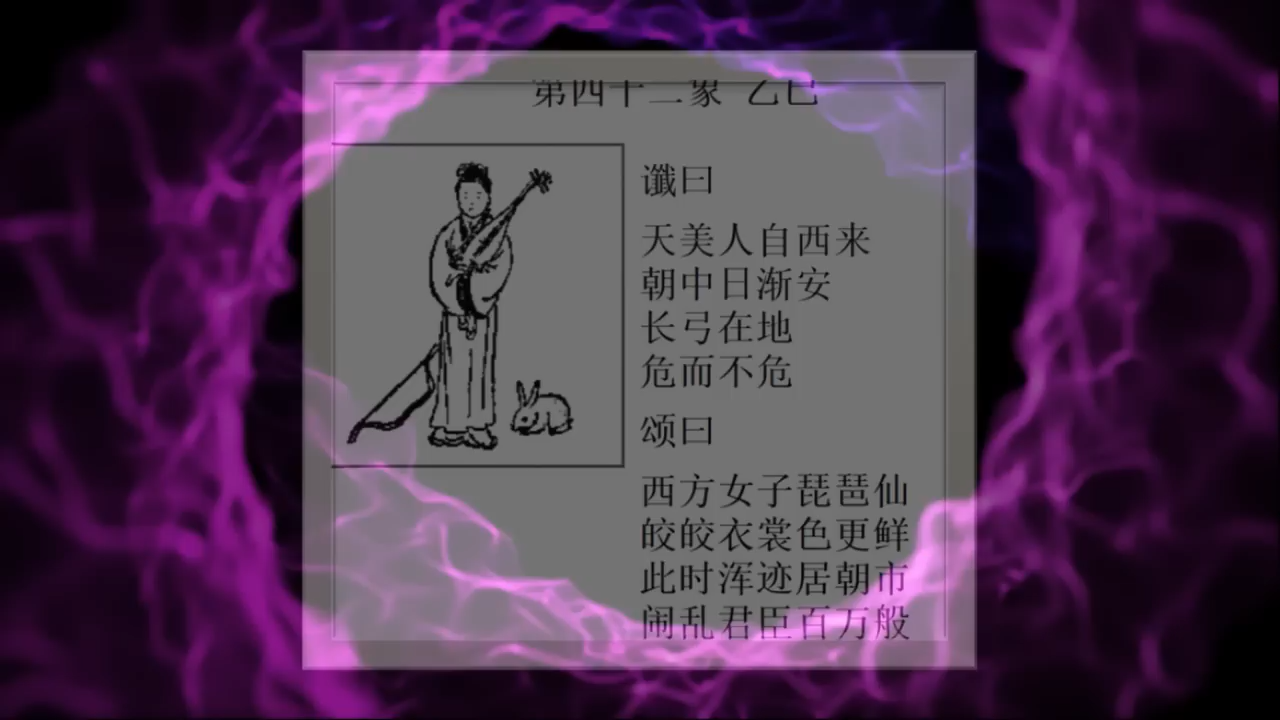 第四十二象 乙巳
谶曰
天美人自西来
朝中日渐安
长弓在地
危而不危
颂曰
西方女子琵琶仙
皎皎衣裳色更鲜
此时浑迹居朝市
闹乱君臣百万般